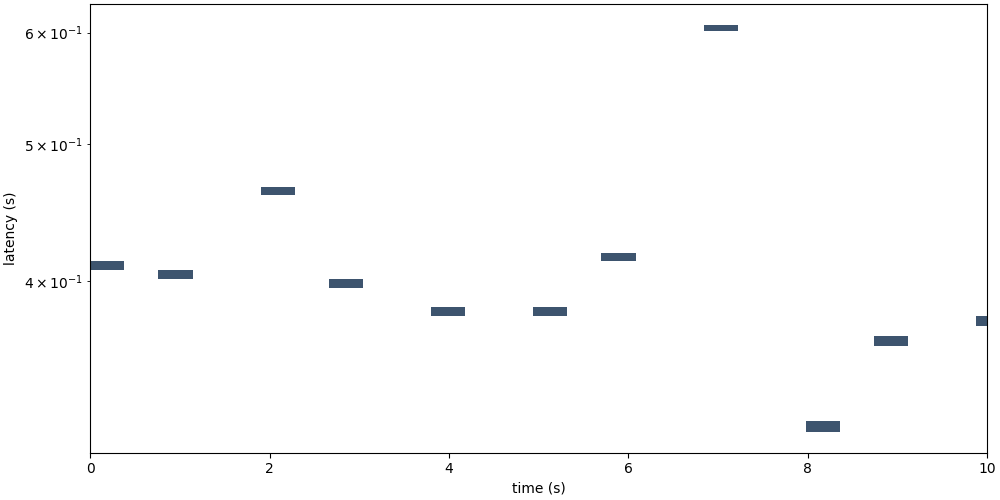 6 × 10⁻¹
5 × 10⁻¹
4 × 10⁻¹
latency (s)
0 2 4 6 8 10
time (s)